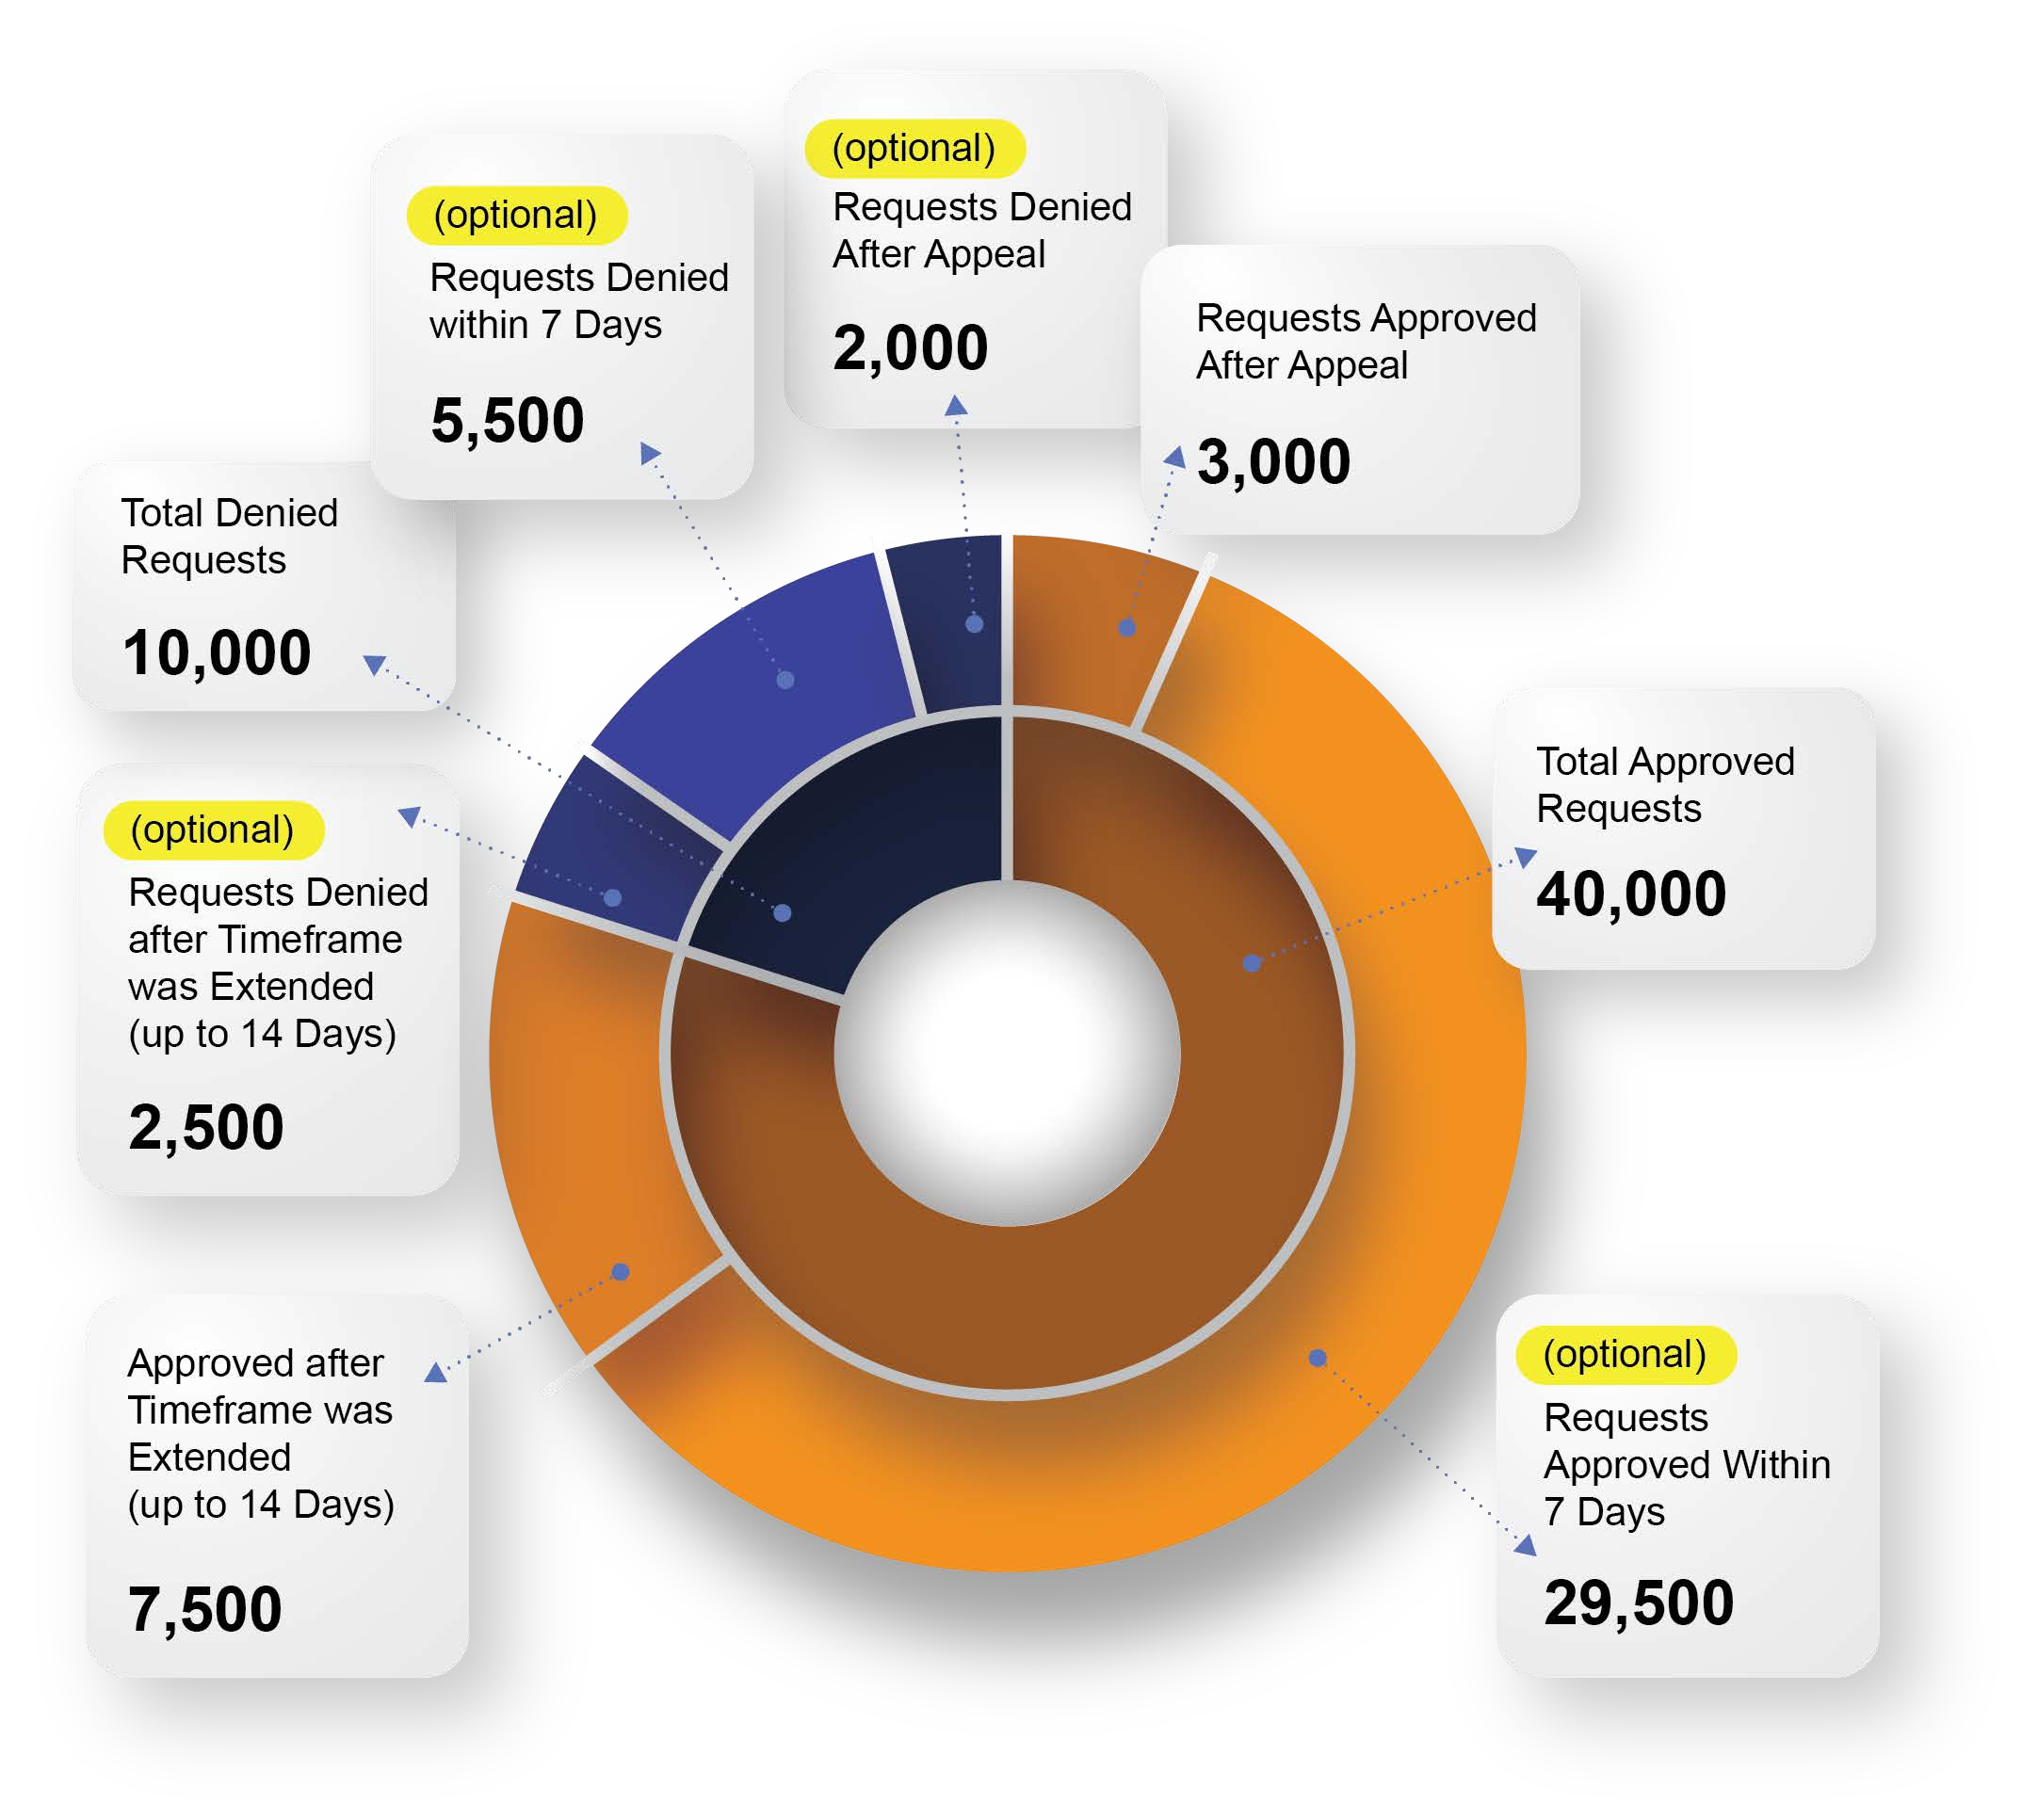 (optional)
Requests Denied
After Appeal
2,000
(optional)
Requests Denied
within 7 Days
5,500
Requests Approved
After Appeal
3,000
Total Denied
Requests
10,000
Total Approved
Requests
40,000
(optional)
Requests Denied
after Timeframe
was Extended
(up to 14 Days)
2,500
Approved after
Timeframe was
Extended
(up to 14 Days)
7,500
(optional)
Requests
Approved Within
7 Days
29,500